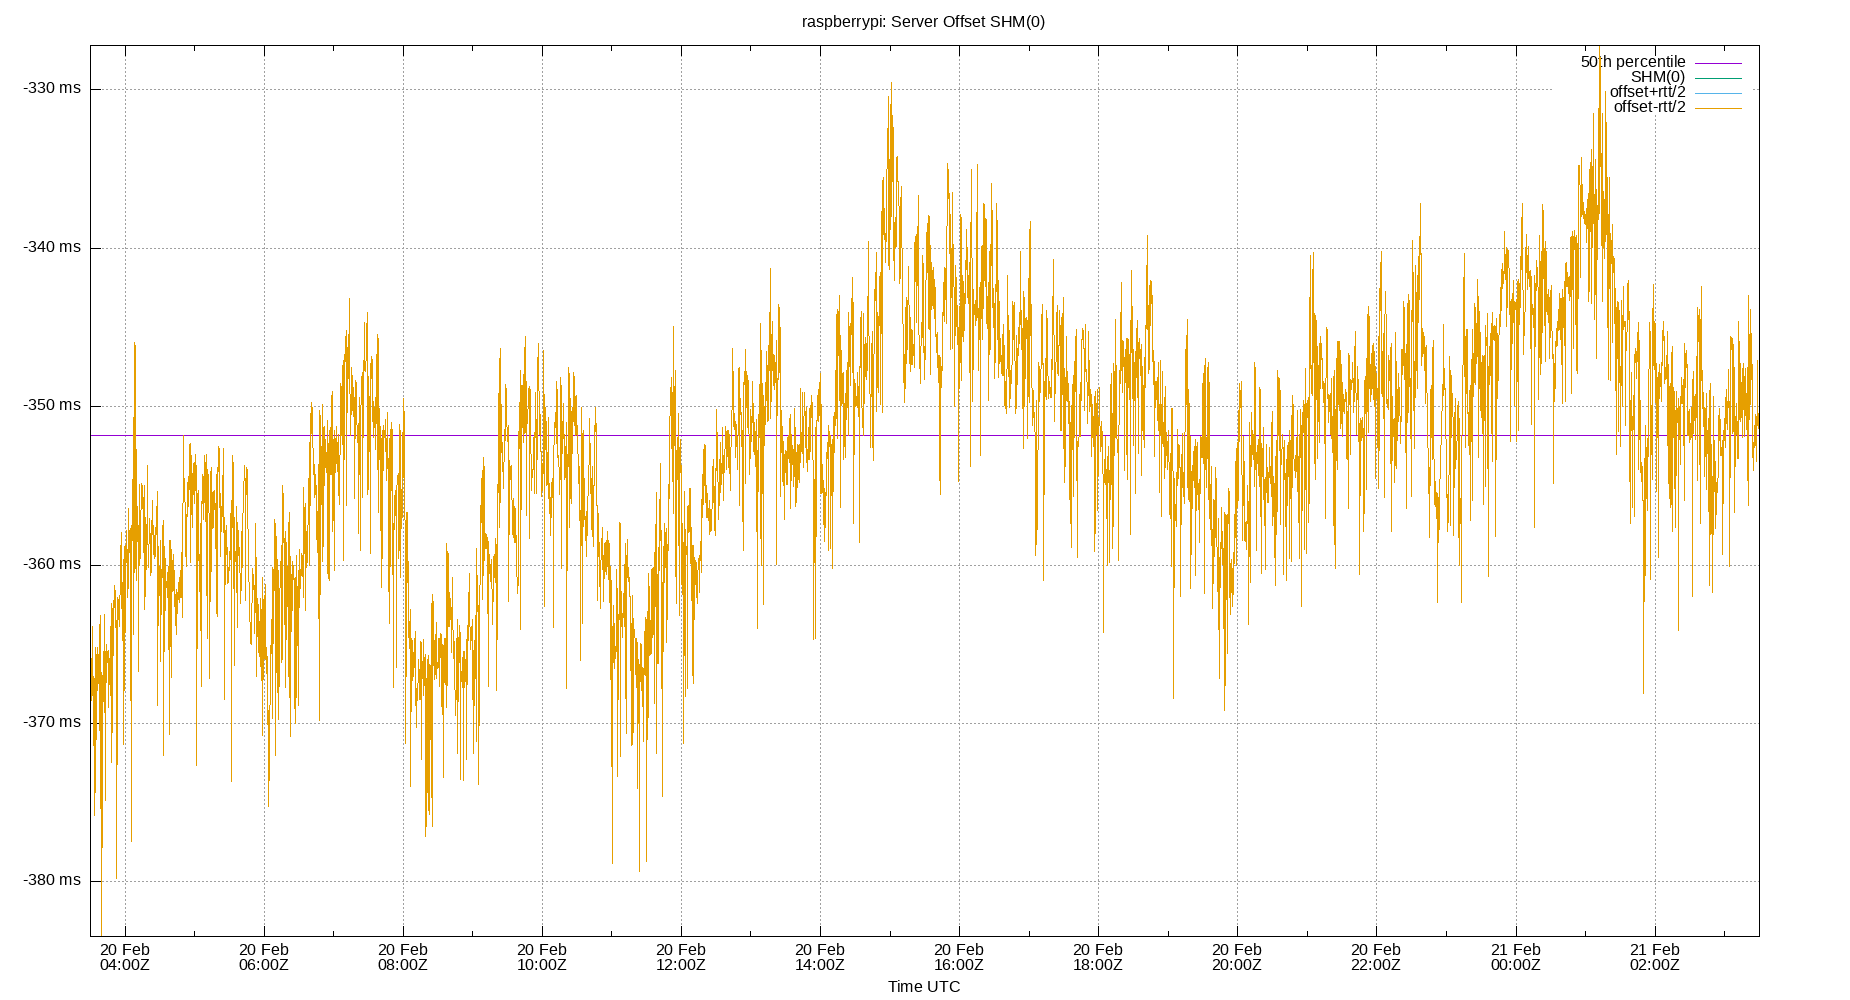 raspberrypi: Server Offset SHM(0)
50th percentile
SHM(0)
offset+rtt/2
offset-rtt/2
-330 ms
-340 ms
-350 ms
-360 ms
-370 ms
-380 ms
20 Feb 20 Feb 20 Feb 20 Feb 20 Feb 20 Feb 20 Feb 20 Feb 20 Feb 20 Feb 21 Feb 21 Feb
04:00Z 06:00Z 08:00Z 10:00Z 12:00Z 14:00Z 16:00Z 18:00Z 20:00Z 22:00Z 00:00Z 02:00Z
Time UTC